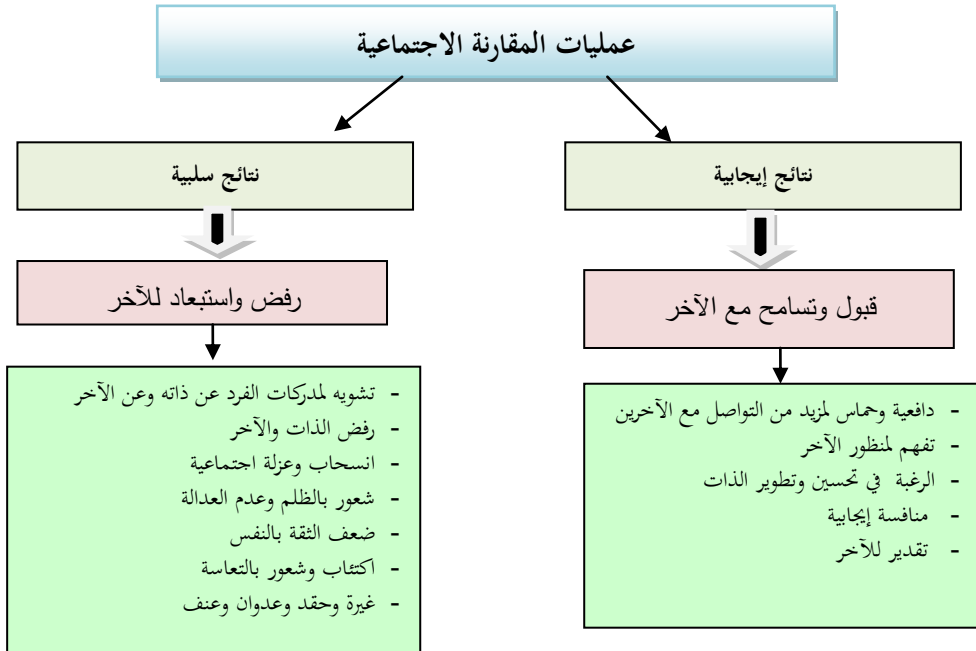 عمليات المقارنة الاجتماعية
نتائج إيجابية
قبول وتسامح مع الآخر
- دافعية وحماس لمزيد من التواصل مع الآخرين
- تفهم لمنظور الآخر
- الرغبة في تحسين وتطوير الذات
- منافسة إيجابية
- تقدير للآخر
نتائج سلبية
رفض واستبعاد للآخر
- تشويه لمدركات الفرد عن ذاته وعن الآخر
- رفض الذات والآخر
- انسحاب وعزلة اجتماعية
- شعور بالظلم وعدم العدالة
- ضعف الثقة بالنفس
- اكتئاب وشعور بالتعاسة
- غيرة وحقد وعدوان وعنف